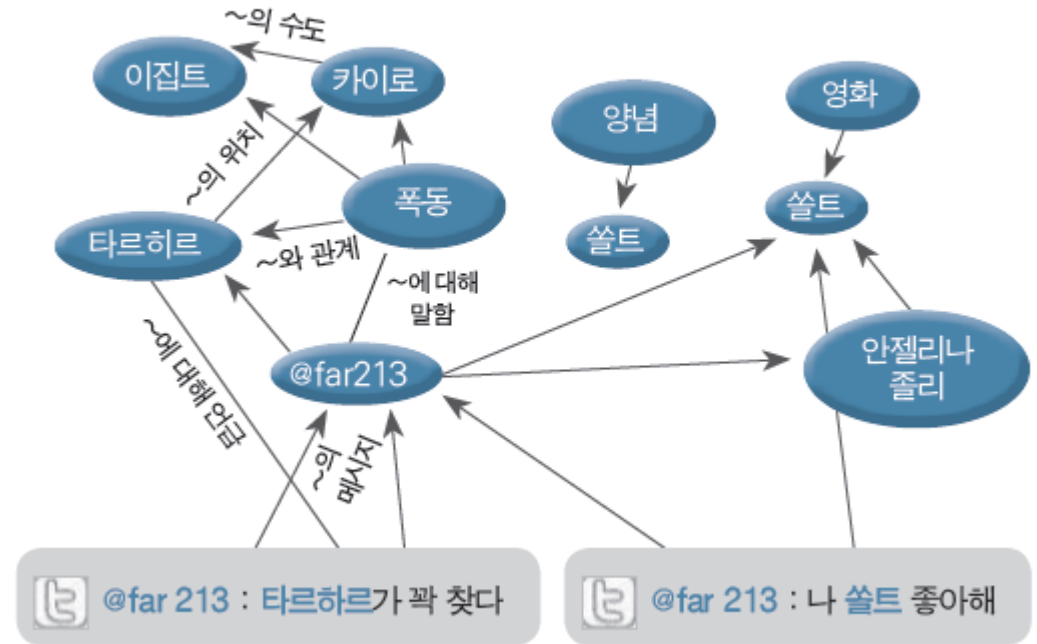 ~의 수도
이집트
카이로
영화
양념
~의 위치
폭동
쏠트
타르히르
쏠트
~와 관계
~에 대해
말함
안젤리나
졸리
@far213
~에 대해 언급
~의
메시지
@far 213 : 타르하르가 꽉 찾다
@far 213 : 나 쏠트 좋아해